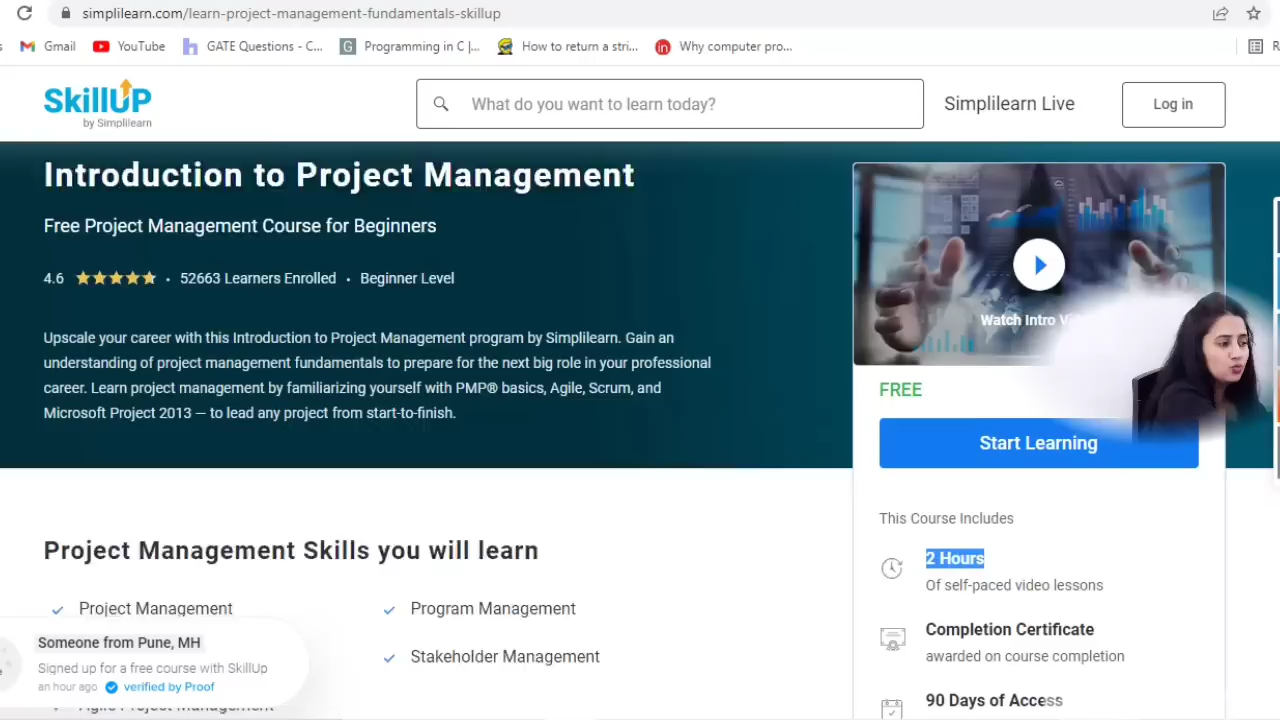 simplilearn.com/learn-project-management-fundamentals-skillup
s Gmail YouTube GATE Questions - C... Programming in C |... How to return a stri... Why computer pro... R
SkillUP
by Simplilearn
What do you want to learn today?
Simplilearn Live
Log in
Introduction to Project Management
Free Project Management Course for Beginners
4.6 • 52663 Learners Enrolled • Beginner Level
Upscale your career with this Introduction to Project Management program by Simplilearn. Gain an
understanding of project management fundamentals to prepare for the next big role in your professional
career. Learn project management by familiarizing yourself with PMP® basics, Agile, Scrum, and
Microsoft Project 2013 — to lead any project from start-to-finish.
Watch Intro
FREE
Start Learning
This Course Includes
2 Hours
Of self-paced video lessons
Completion Certificate
awarded on course completion
90 Days of Access
Project Management Skills you will learn
Project Management
Program Management
Stakeholder Management
Agile Project Management
Someone from Pune, MH
Signed up for a free course with SkillUp
an hour ago verified by Proof